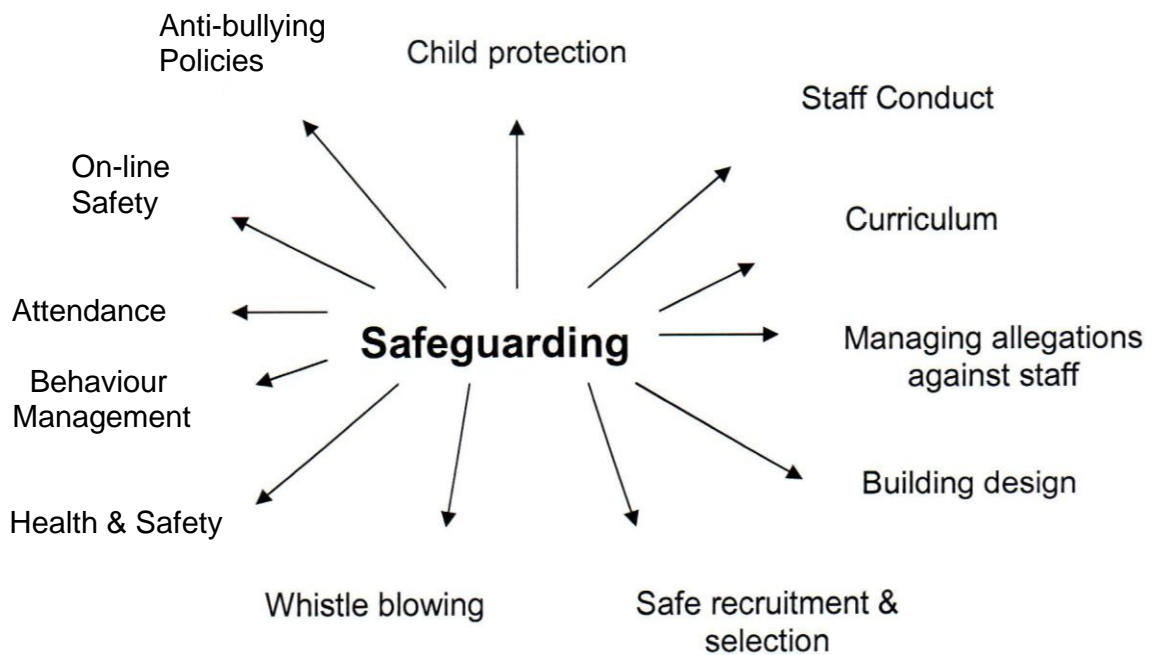 Anti-bullying
Policies
Child protection
Staff Conduct
On-line
Safety
Curriculum
Attendance
Safeguarding
Managing allegations
against staff
Behaviour
Management
Building design
Health & Safety
Whistle blowing
Safe recruitment &
selection